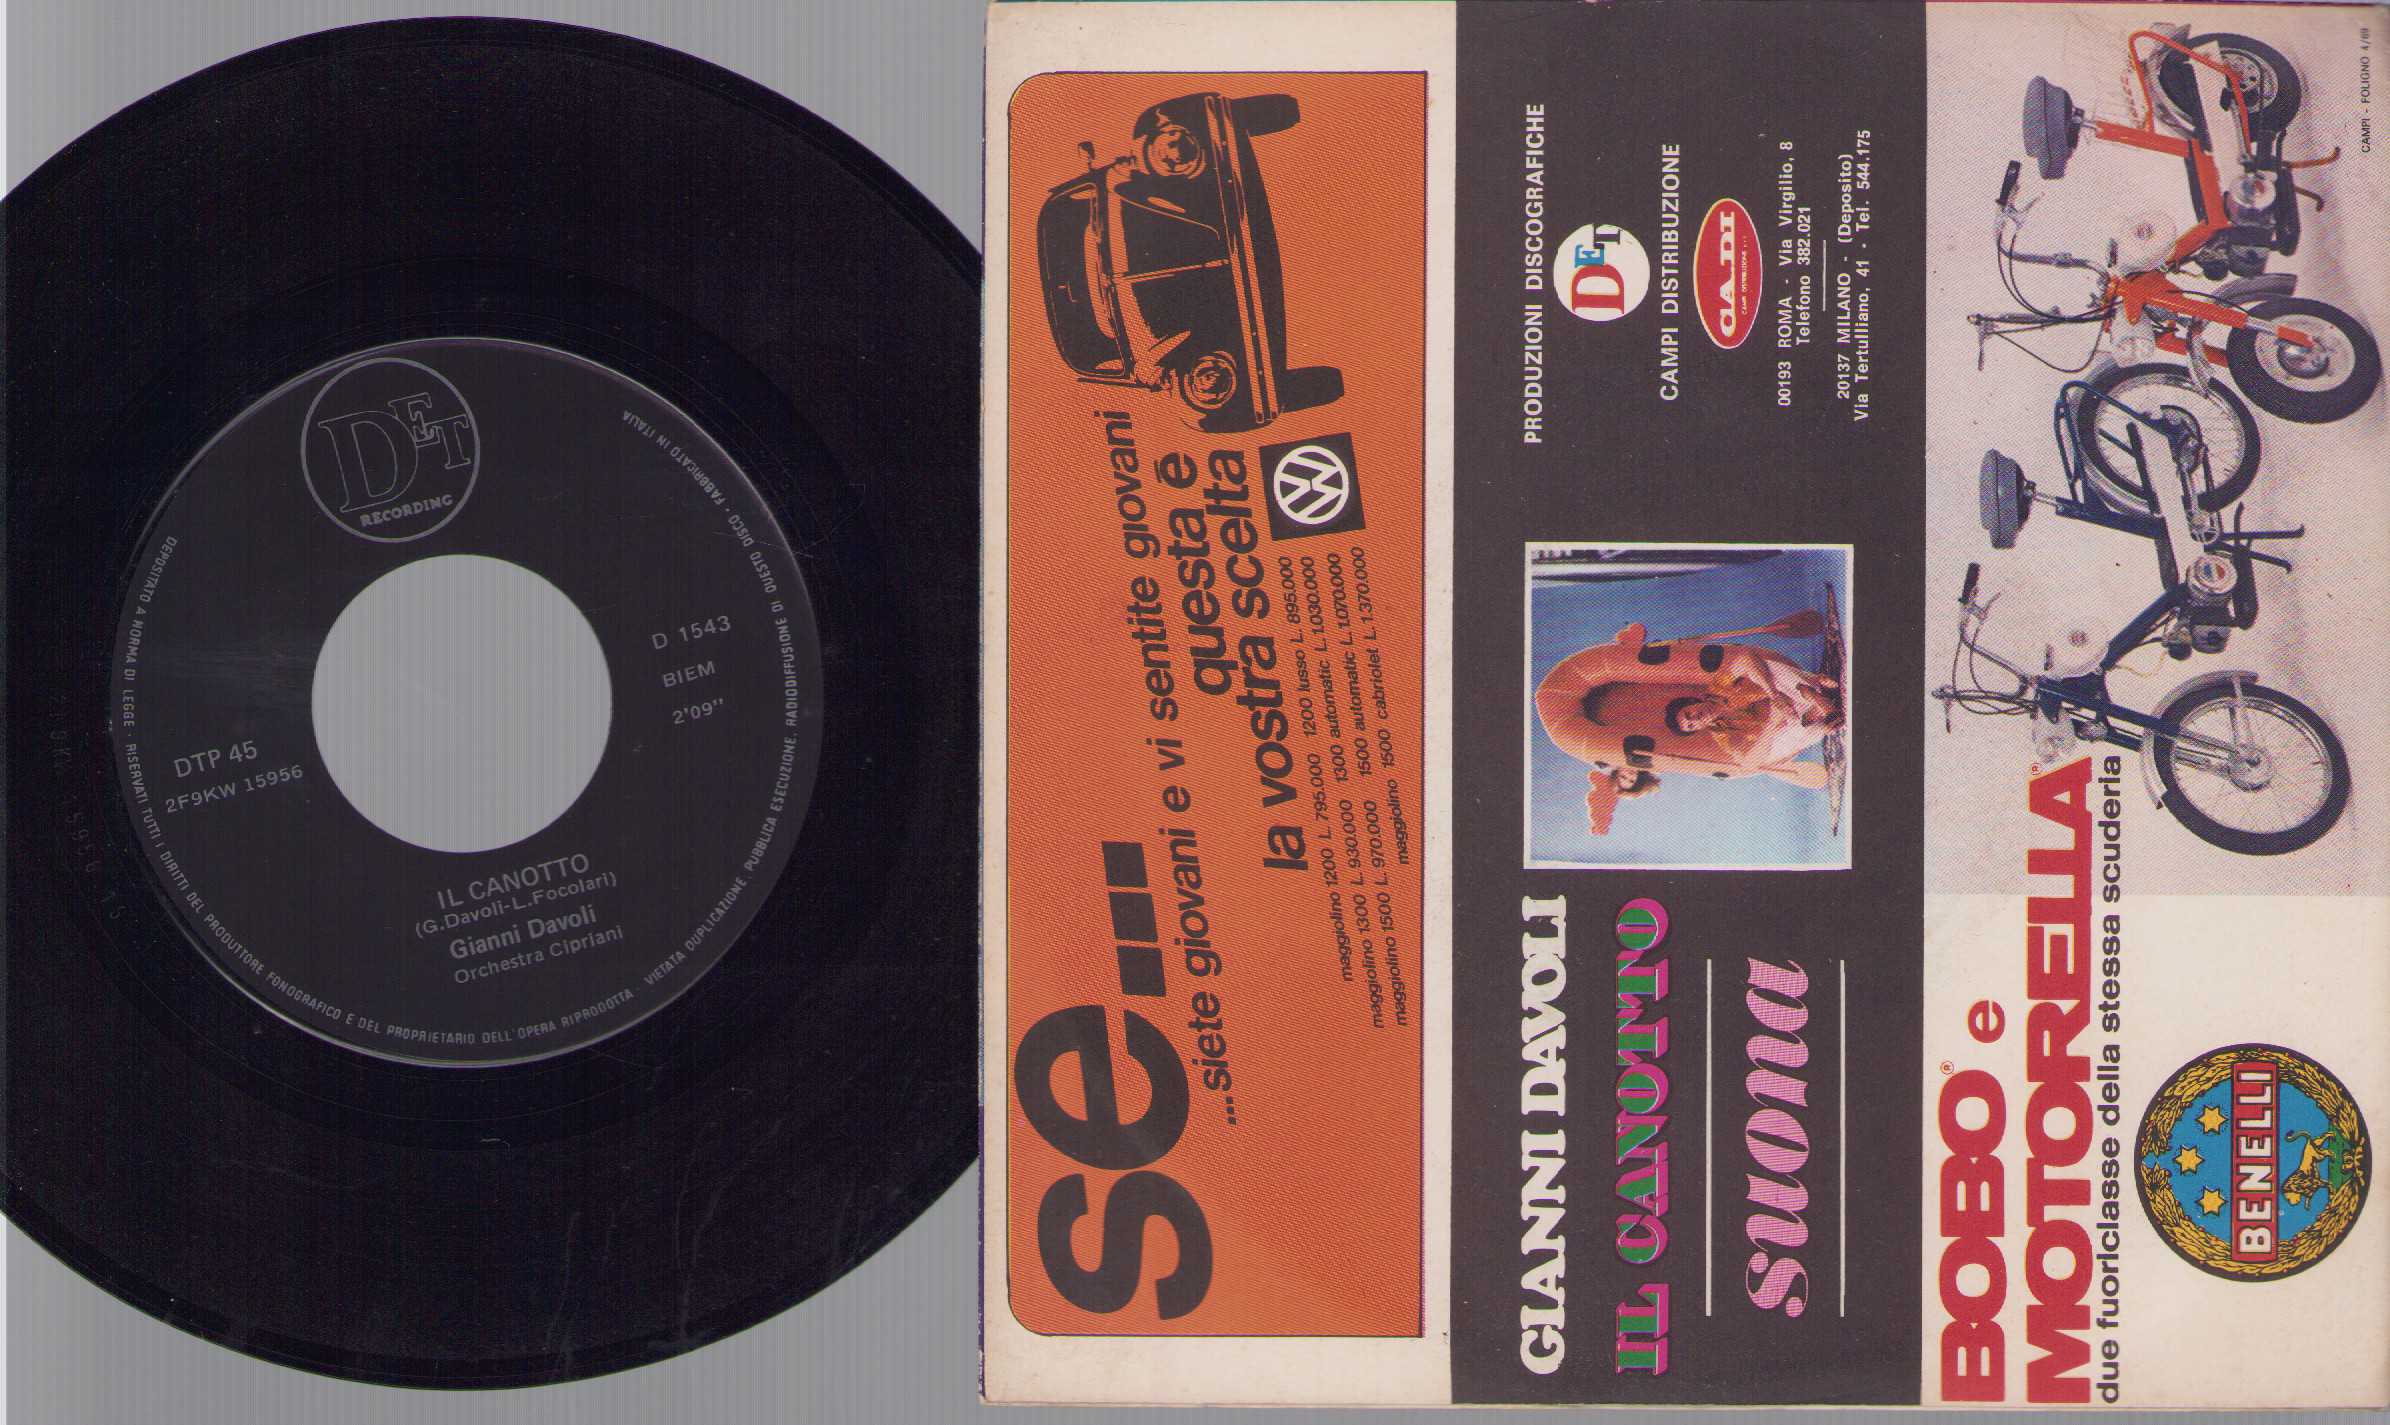 DET
RECORDING
DEPOSITATO A NORMA DI LEGGE · RISERVATI TUTTI I DIRITTI DEL PRODUTTORE FONOGRAFICO E DEL PROPRIETARIO DELL'OPERA RIPRODOTTA · VIETATA DUPLICAZIONE, PUBBLICA ESECUZIONE, RADIODIFFUSIONE DI QUESTO DISCO · FABBRICATO IN ITALIA
DTP 45
2F9KW 15956
D 1543
BIEM
2'09"
IL CANOTTO
(G.Davoli-L.Focolari)
Gianni Davoli
Orchestra Cipriani
se...
...siete giovani e vi sentite giovani
questa è
la vostra scelta
maggiolino 1200 L. 795.000 1200 lusso L. 895.000
maggiolino 1300 L. 930.000 1300 automatic L. 1.030.000
maggiolino 1500 L. 970.000 1500 automatic L. 1.070.000
maggiolino 1500 cabriolet L. 1.370.000
GIANNI DAVOLI
IL CANOTTO
suona
PRODUZIONI DISCOGRAFICHE
DET
CAMPI DISTRIBUZIONE
CA.DI
CAMPI DISTRIBUZIONE
00193 ROMA - Via Virgilio, 8
Telefono 382.021
20137 MILANO - (Deposito)
Via Tertulliano, 41 - Tel. 544.175
BOBO® e
MOTORELLA®
due fuoriclasse della stessa scuderia
BENELLI
CAMPI - FOLIGNO 4/69